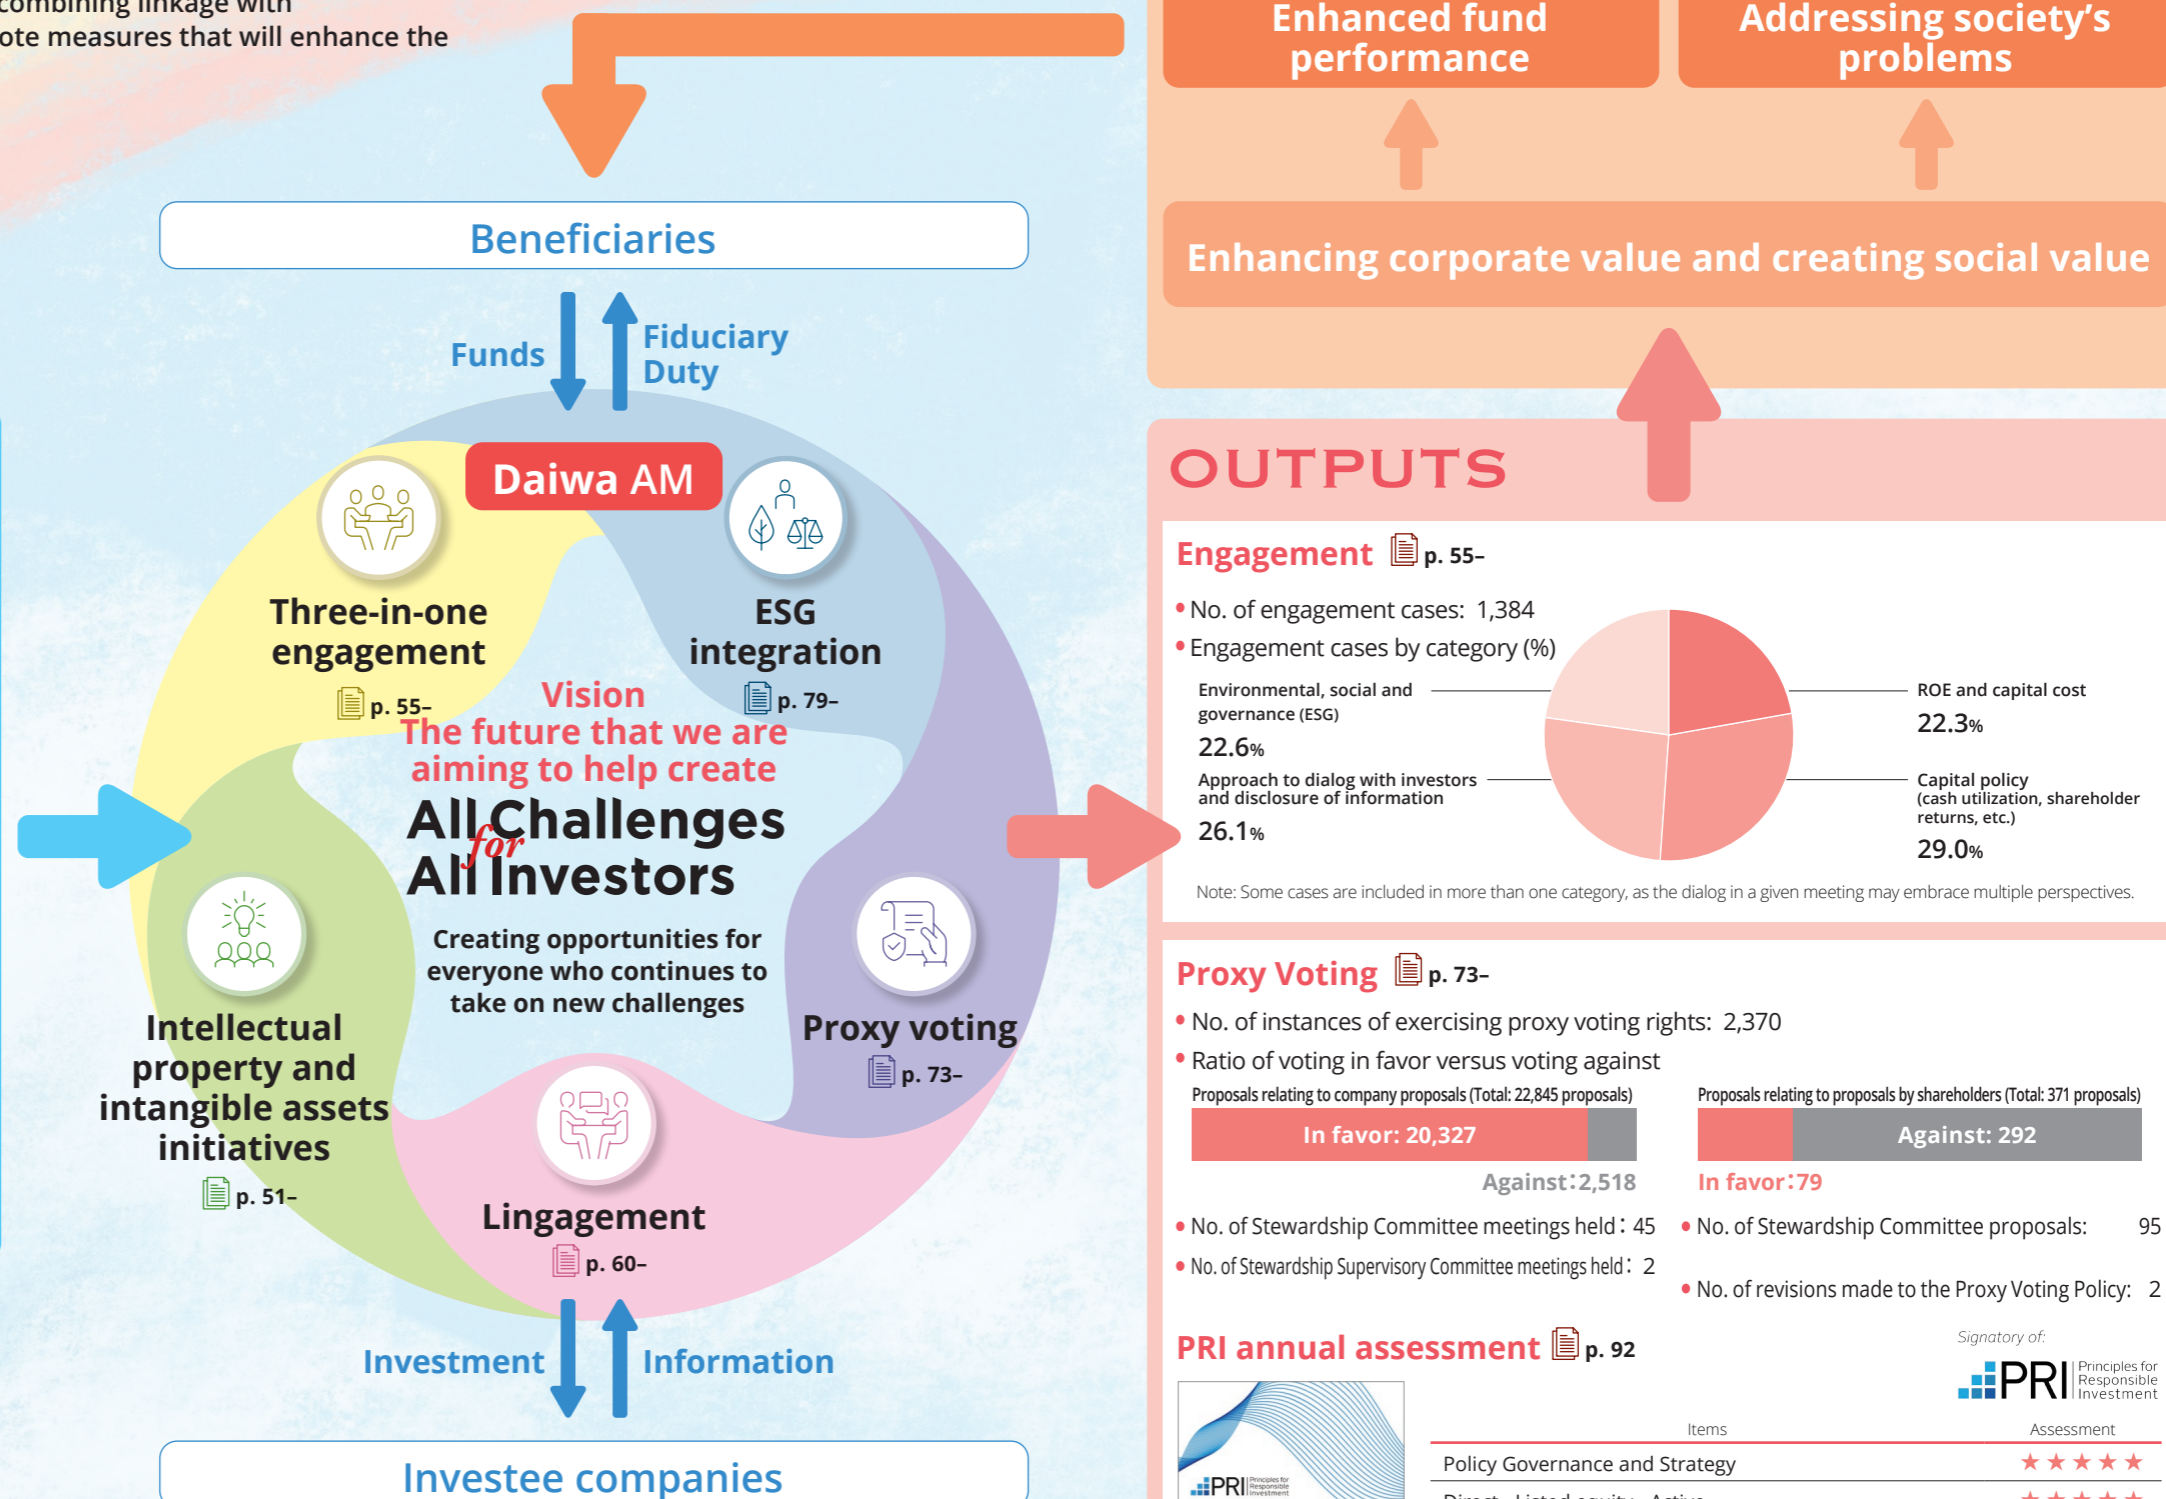 combining linkage with
ote measures that will enhance the
Beneficiaries
Funds
Fiduciary
Duty
Daiwa AM
Three-in-one
engagement
p. 55–
ESG
integration
p. 79–
Vision
The future that we are
aiming to help create
All Challenges
for
All Investors
Creating opportunities for
everyone who continues to
take on new challenges
Intellectual
property and
intangible assets
initiatives
p. 51–
Proxy voting
p. 73–
Lingagement
p. 60–
Investment
Information
Investee companies
Enhanced fund
performance
Addressing society's
problems
Enhancing corporate value and creating social value
OUTPUTS
Engagement p. 55–
• No. of engagement cases: 1,384
• Engagement cases by category (%)
Environmental, social and
governance (ESG)
22.6%
Approach to dialog with investors
and disclosure of information
26.1%
ROE and capital cost
22.3%
Capital policy
(cash utilization, shareholder
returns, etc.)
29.0%
Note: Some cases are included in more than one category, as the dialog in a given meeting may embrace multiple perspectives.
Proxy Voting p. 73–
• No. of instances of exercising proxy voting rights: 2,370
• Ratio of voting in favor versus voting against
Proposals relating to company proposals (Total: 22,845 proposals)
In favor: 20,327
Against:2,518
Proposals relating to proposals by shareholders (Total: 371 proposals)
Against: 292
In favor:79
• No. of Stewardship Committee meetings held: 45
• No. of Stewardship Committee proposals: 95
• No. of Stewardship Supervisory Committee meetings held: 2
• No. of revisions made to the Proxy Voting Policy: 2
PRI annual assessment p. 92
Signatory of:
PRI Principles for
Responsible
Investment
PRI Principles for
Responsible
Investment
Items Assessment
Policy Governance and Strategy ★★★★★
Direct - Listed equity - Active ★★★★★